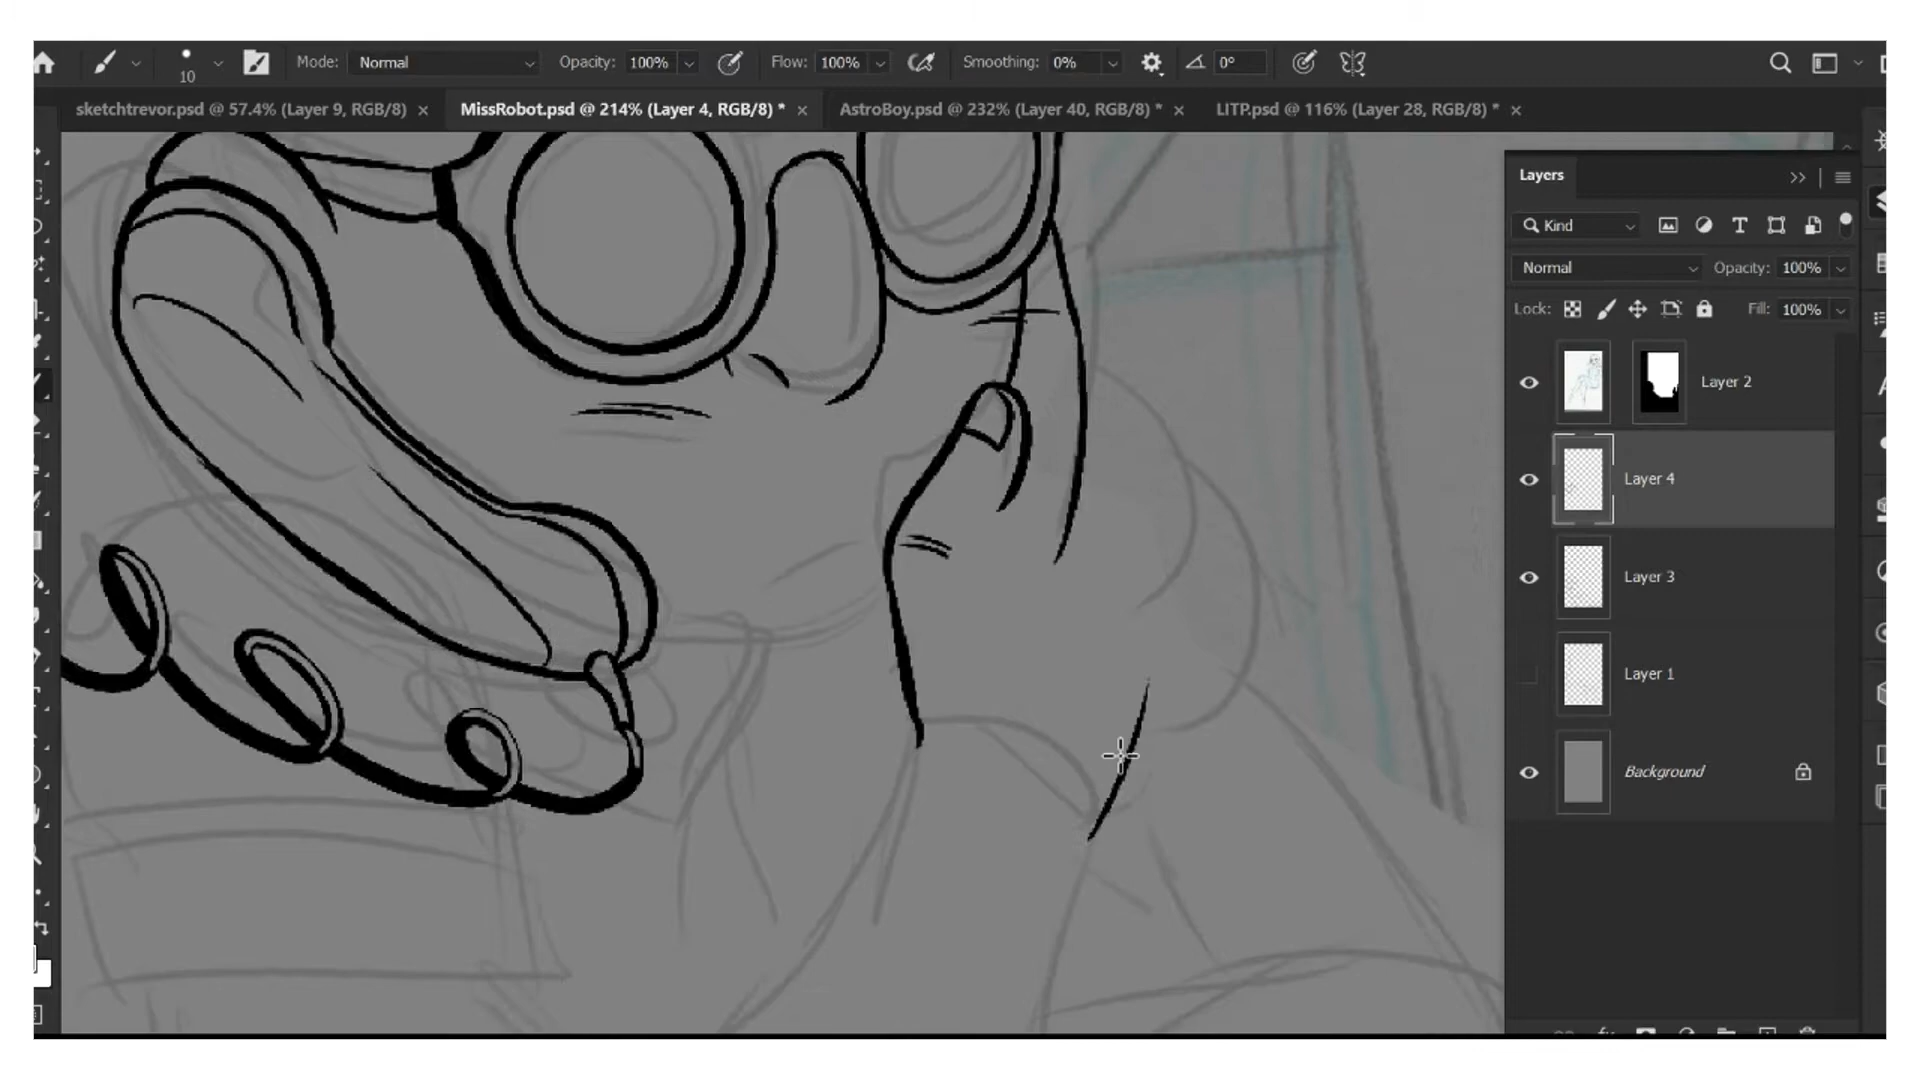 10 Mode: Normal Opacity: 100% Flow: 100% Smoothing: 0% 0°
sketchtrevor.psd @ 57.4% (Layer 9, RGB/8) MissRobot.psd @ 214% (Layer 4, RGB/8) * AstroBoy.psd @ 232% (Layer 40, RGB/8) * LITP.psd @ 116% (Layer 28, RGB/8) *
Layers
Kind
Normal Opacity: 100%
Lock: Fill: 100%
Layer 2
Layer 4
Layer 3
Layer 1
Background